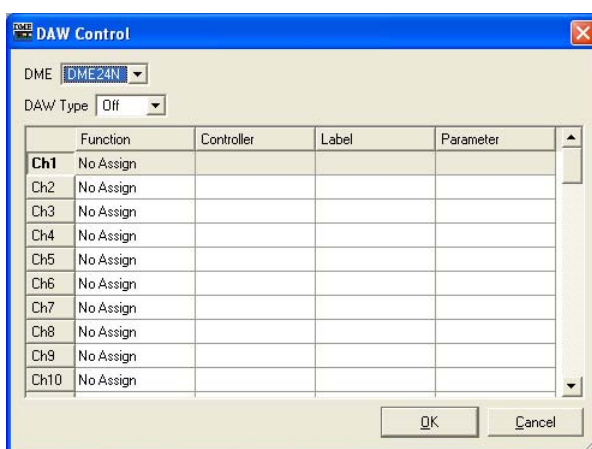 DME DAW Control
DME DME24N
DAW Type Off
Function Controller Label Parameter
Ch1 No Assign
Ch2 No Assign
Ch3 No Assign
Ch4 No Assign
Ch5 No Assign
Ch6 No Assign
Ch7 No Assign
Ch8 No Assign
Ch9 No Assign
Ch10 No Assign
OK Cancel